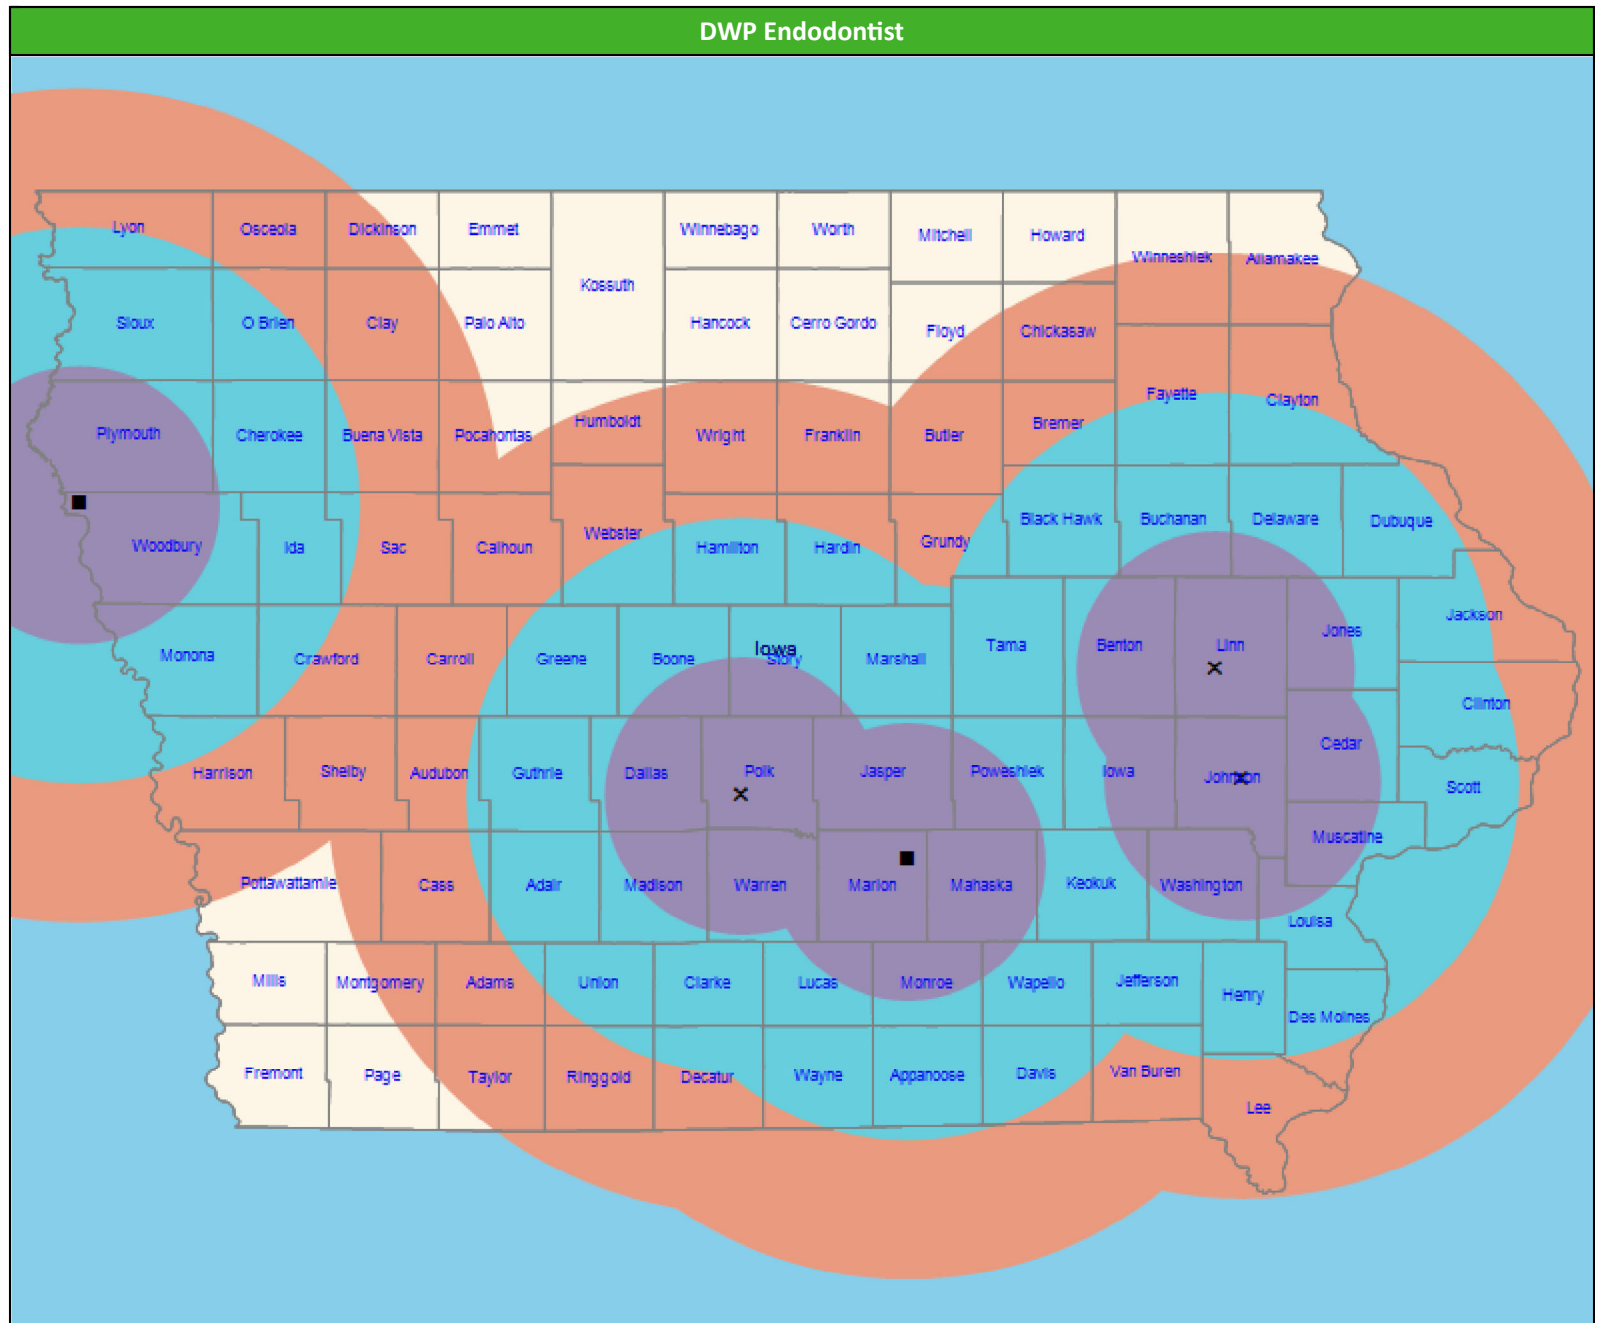 DWP Endodontist
Lyon Osceola Dickinson Emmet Winnebago Worth Mitchell Howard
Winneshiek Allamakee
Kossuth
Sioux O Brien Clay Palo Alto Hancock Cerro Gordo Floyd Chickasaw
Plymouth Cherokee Buena Vista Pocahontas Humboldt Wright Franklin Butler Bremer Fayette Clayton
Woodbury Ida Sac Calhoun Webster Hamilton Hardin Grundy Black Hawk Buchanan Delaware Dubuque
Iowa
Monona Crawford Carroll Greene Boone Story Marshall Tama Benton Linn Jones Jackson
Clinton
Harrison Shelby Audubon Guthrie Dallas Polk Jasper Poweshiek Iowa Johnson Cedar Scott
Muscatine
Pottawattamie Cass Adair Madison Warren Marion Mahaska Keokuk Washington Louisa
Mills Montgomery Adams Union Clarke Lucas Monroe Wapello Jefferson Henry
Des Moines
Fremont Page Taylor Ringgold Decatur Wayne Appanoose Davis Van Buren Lee